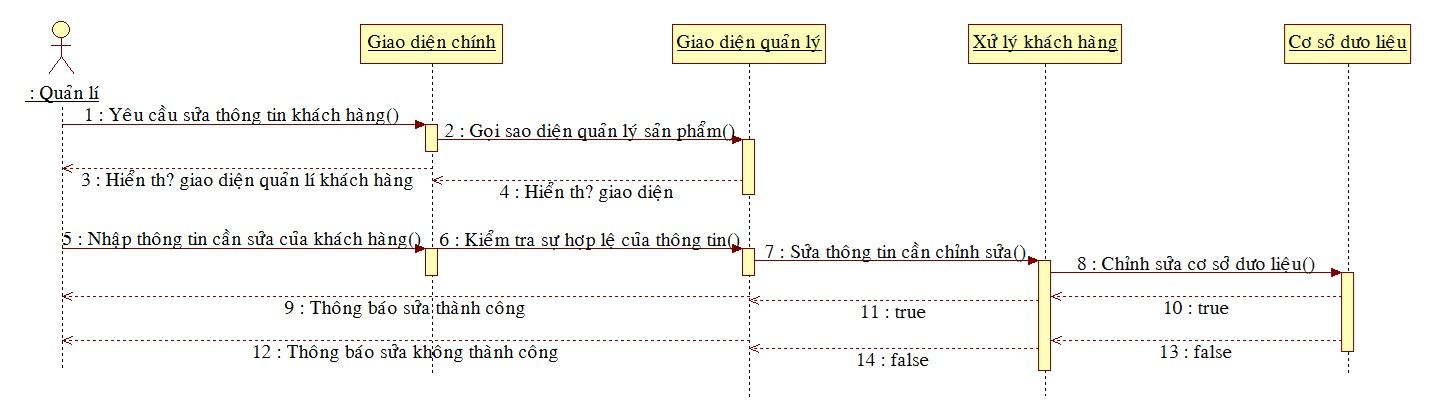 Giao diện chính
Giao diện quản lý
Xử lý khách hàng
Cơ sở dưo liệu
: Quản lí
1 : Yêu cầu sửa thông tin khách hàng()
2 : Gọi sao diện quản lý sản phẩm()
3 : Hiển th? giao diện quản lí khách hàng
4 : Hiển th? giao diện
5 : Nhập thông tin cần sửa của khách hàng()
6 : Kiểm tra sự hợp lệ của thông tin()
7 : Sửa thông tin cần chỉnh sửa()
8 : Chỉnh sửa cơ sở dưo liệu()
9 : Thông báo sửa thành công
11 : true
10 : true
12 : Thông báo sửa không thành công
14 : false
13 : false